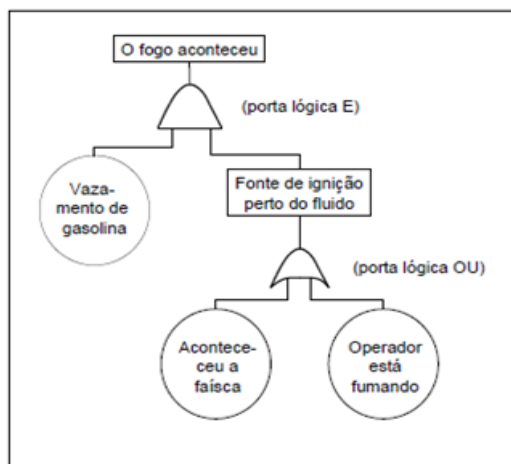 O fogo aconteceu
(porta lógica E)
Vaza-
mento de
gasolina
Fonte de ignição
perto do fluido
(porta lógica OU)
Aconte-
ceu a
faísca
Operador
está
fumando